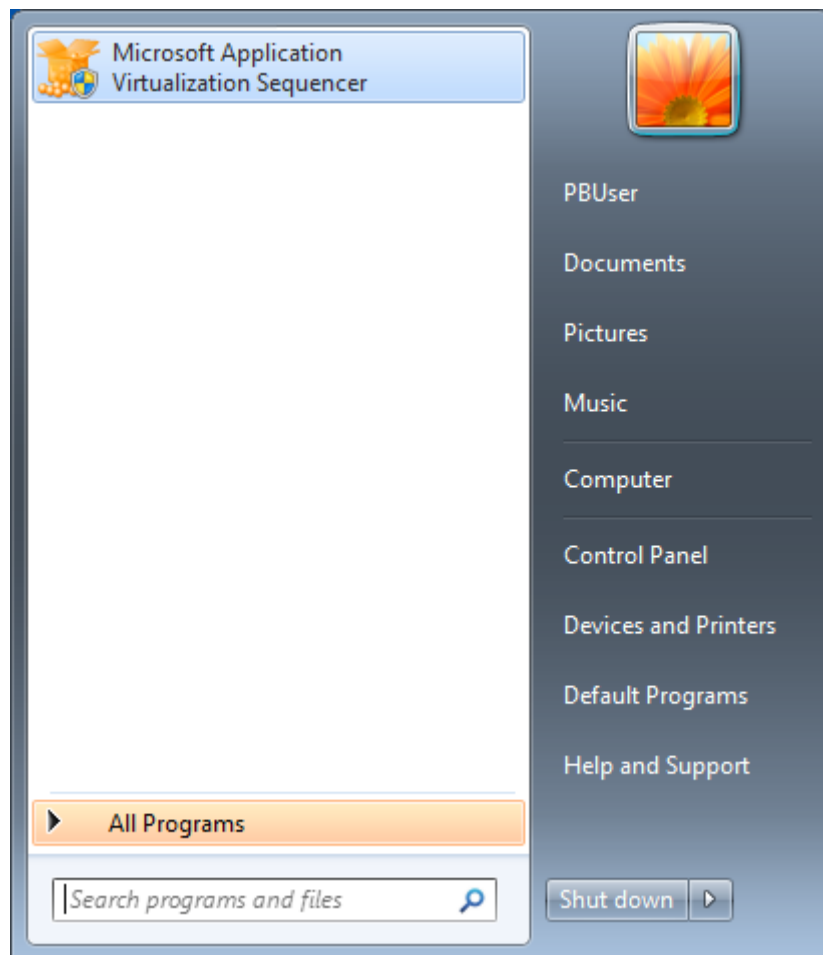 Microsoft Application
Virtualization Sequencer
All Programs
Search programs and files
PBUser
Documents
Pictures
Music
Computer
Control Panel
Devices and Printers
Default Programs
Help and Support
Shut down